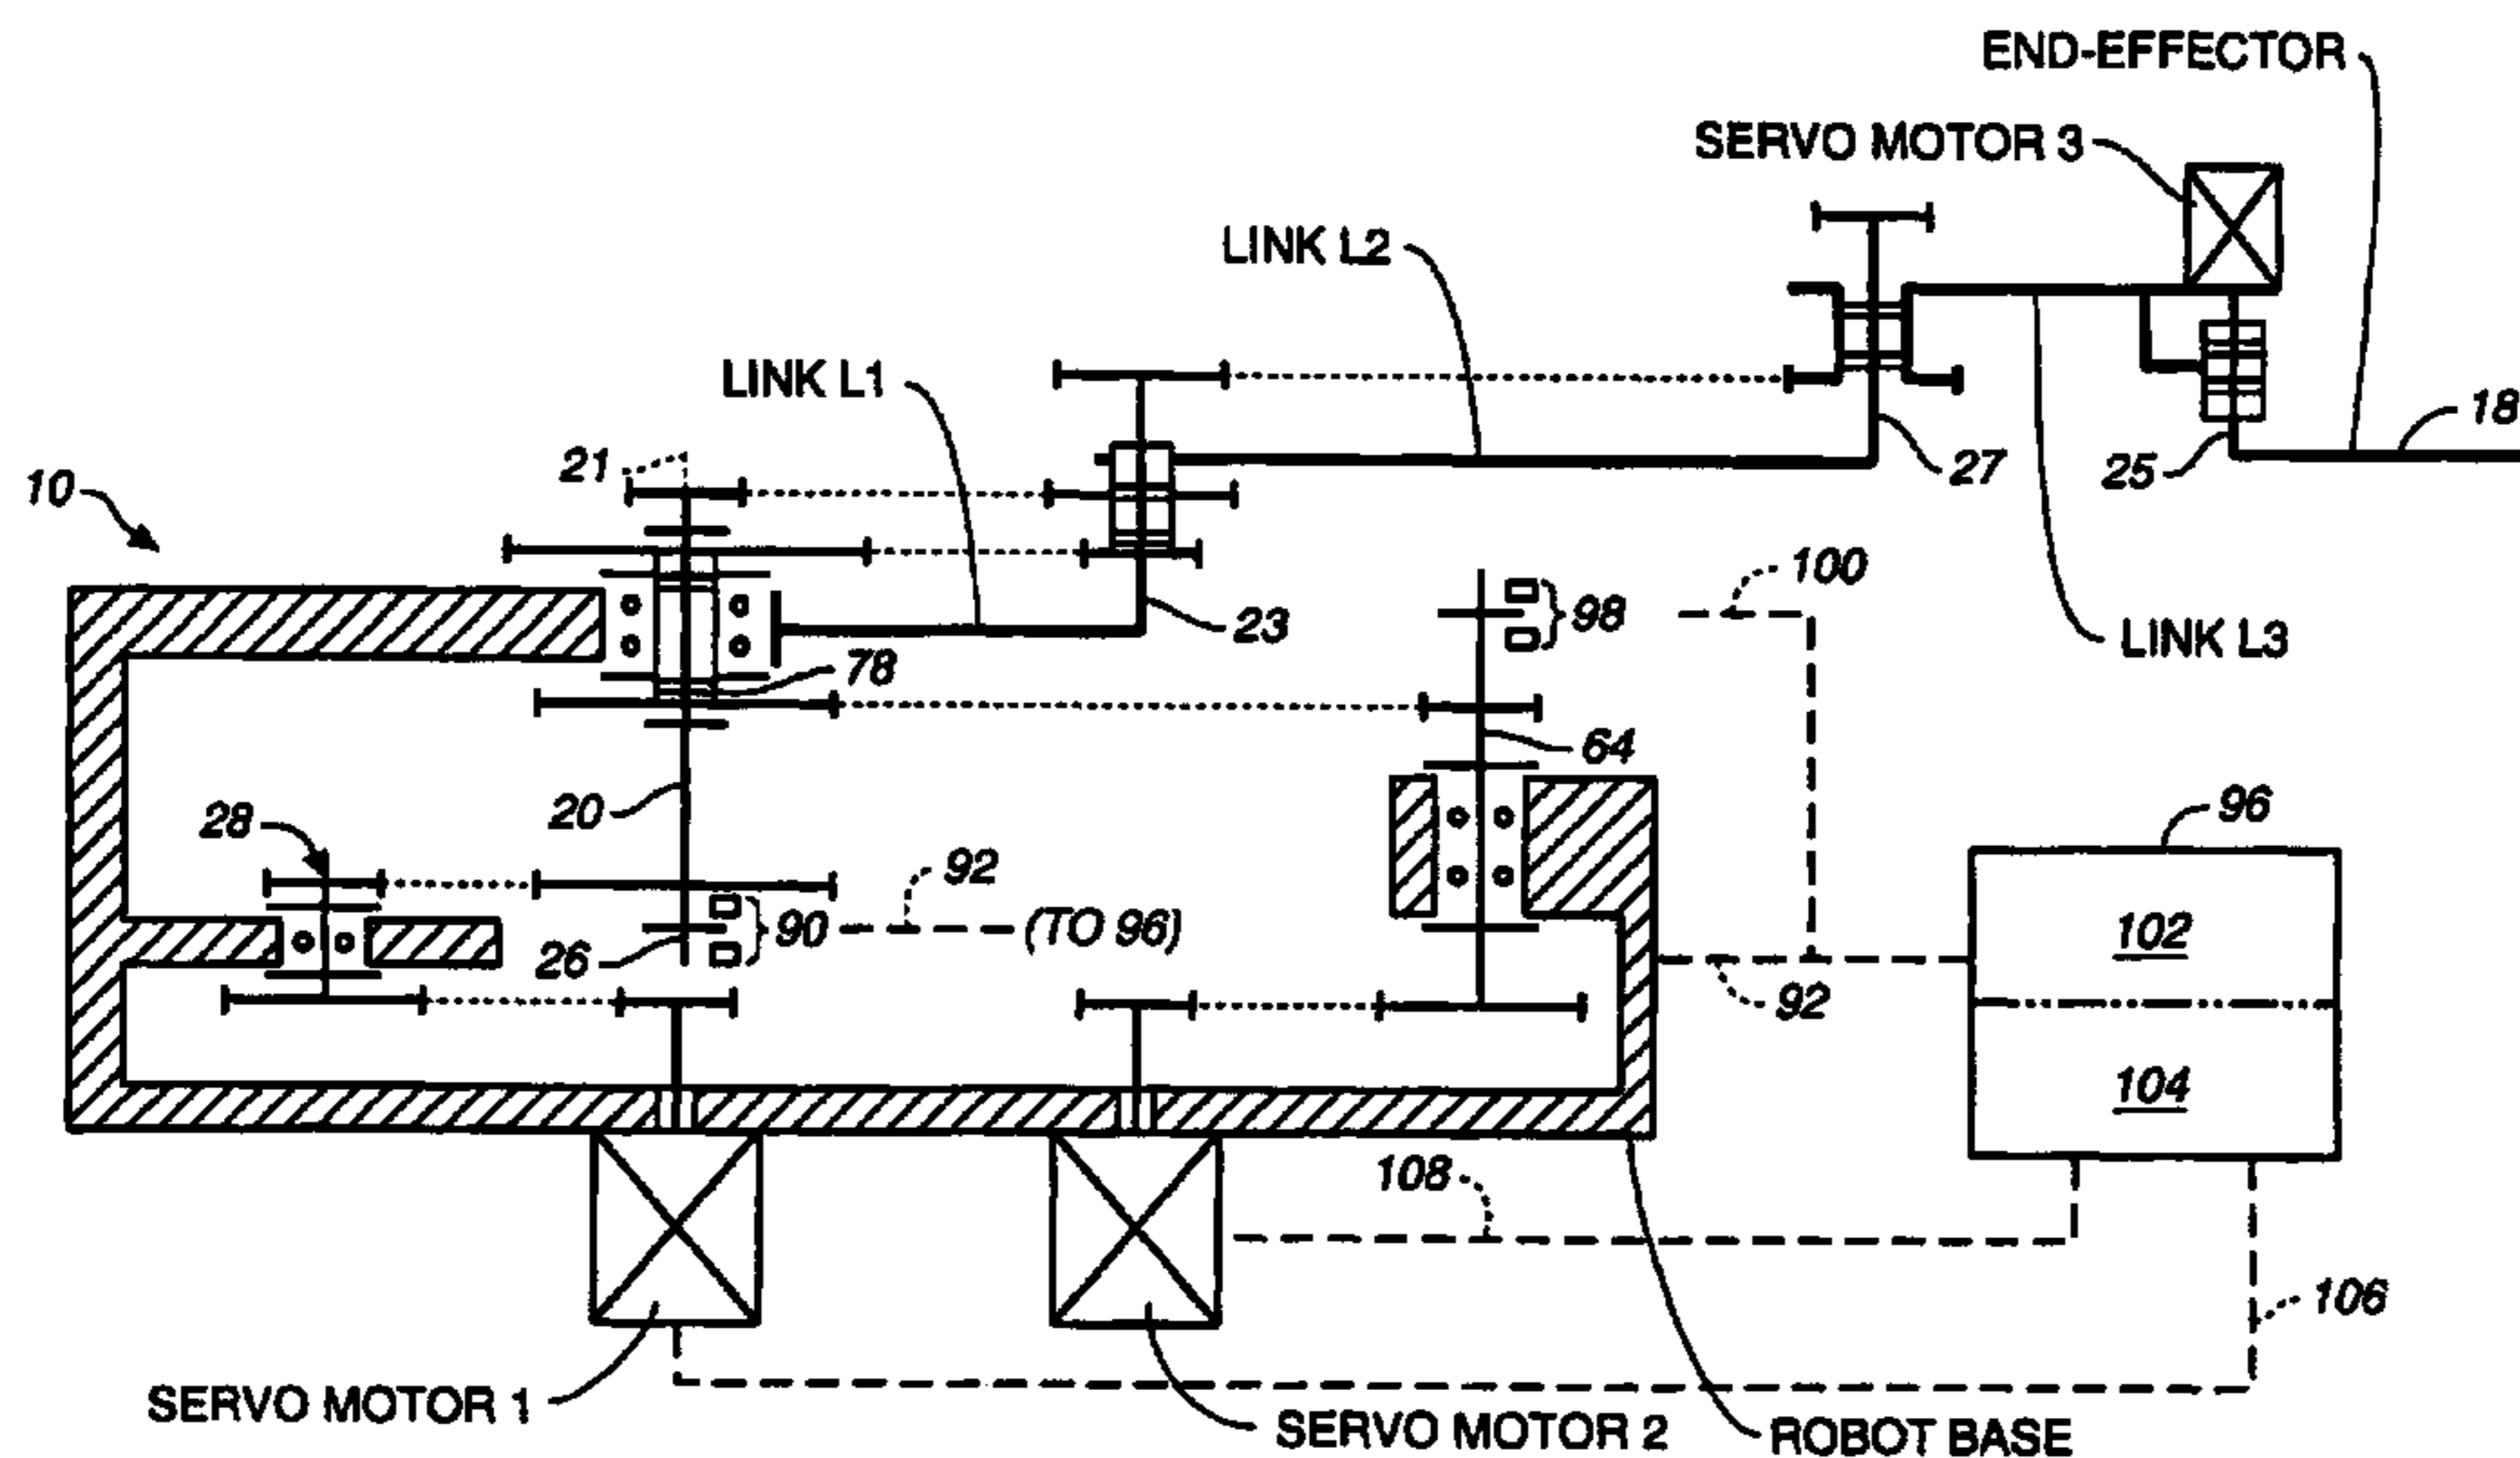 END-EFFECTOR
SERVO MOTOR 3
LINK L2
LINK L1
18
21
27
25
10
100
98
23
LINK L3
78
64
20
28
96
92
90
(TO 96)
102
26
92
104
108
106
SERVO MOTOR 1
SERVO MOTOR 2
ROBOT BASE